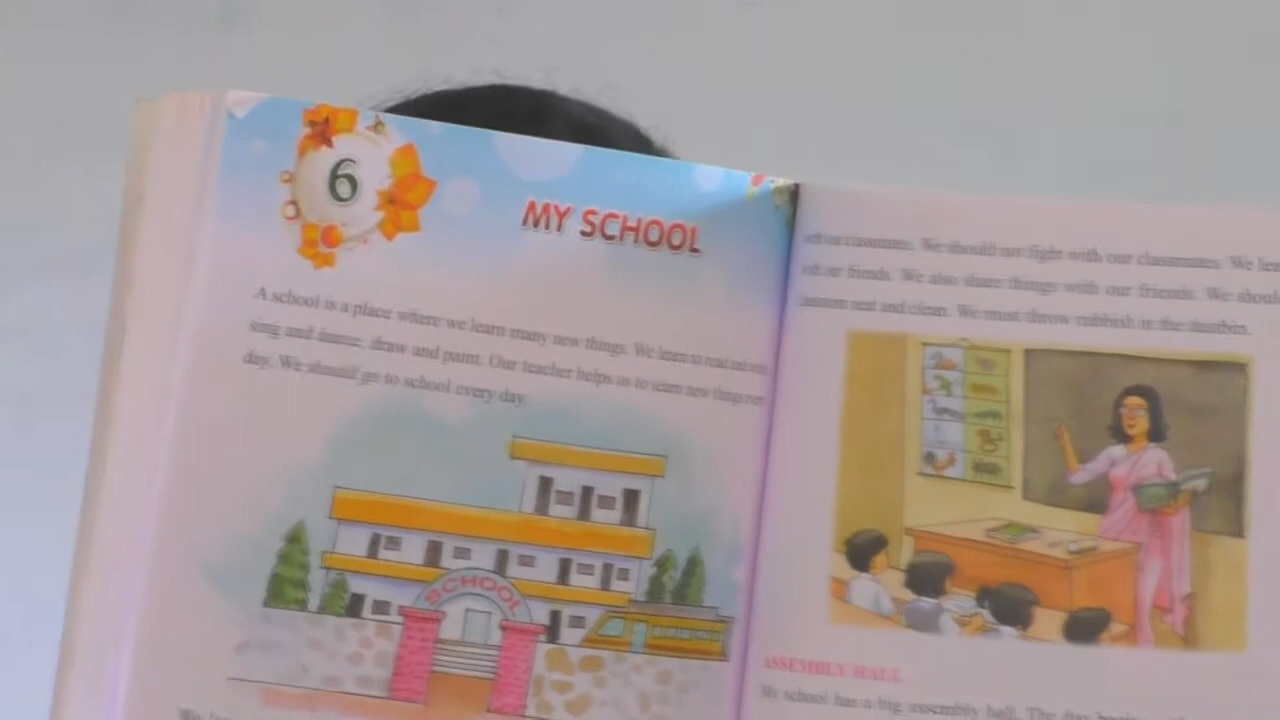 6
MY SCHOOL
A school is a place where we learn many new things. We learn to read and
sing and dance, draw and paint. Our teacher helps us to learn new things
day. We should go to school every day.
SCHOOL
our classmates. We should not fight with our classmates. We
our friends. We also share things with our friends. We
neat and clean. We must throw rubbish in the dustbin.
ASSEMBLY HALL
My school has a big assembly hall. The day